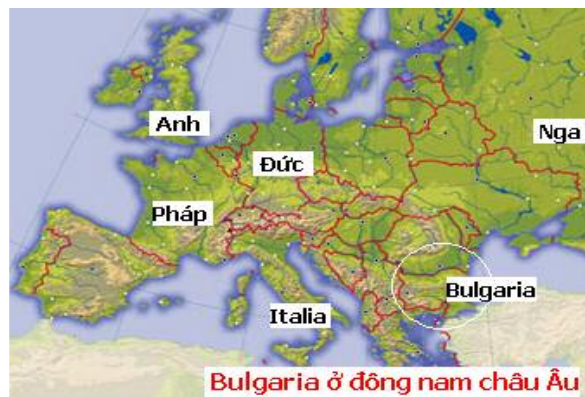 Anh
Nga
Đức
Pháp
Bulgaria
Italia
Bulgaria ở đông nam châu Âu